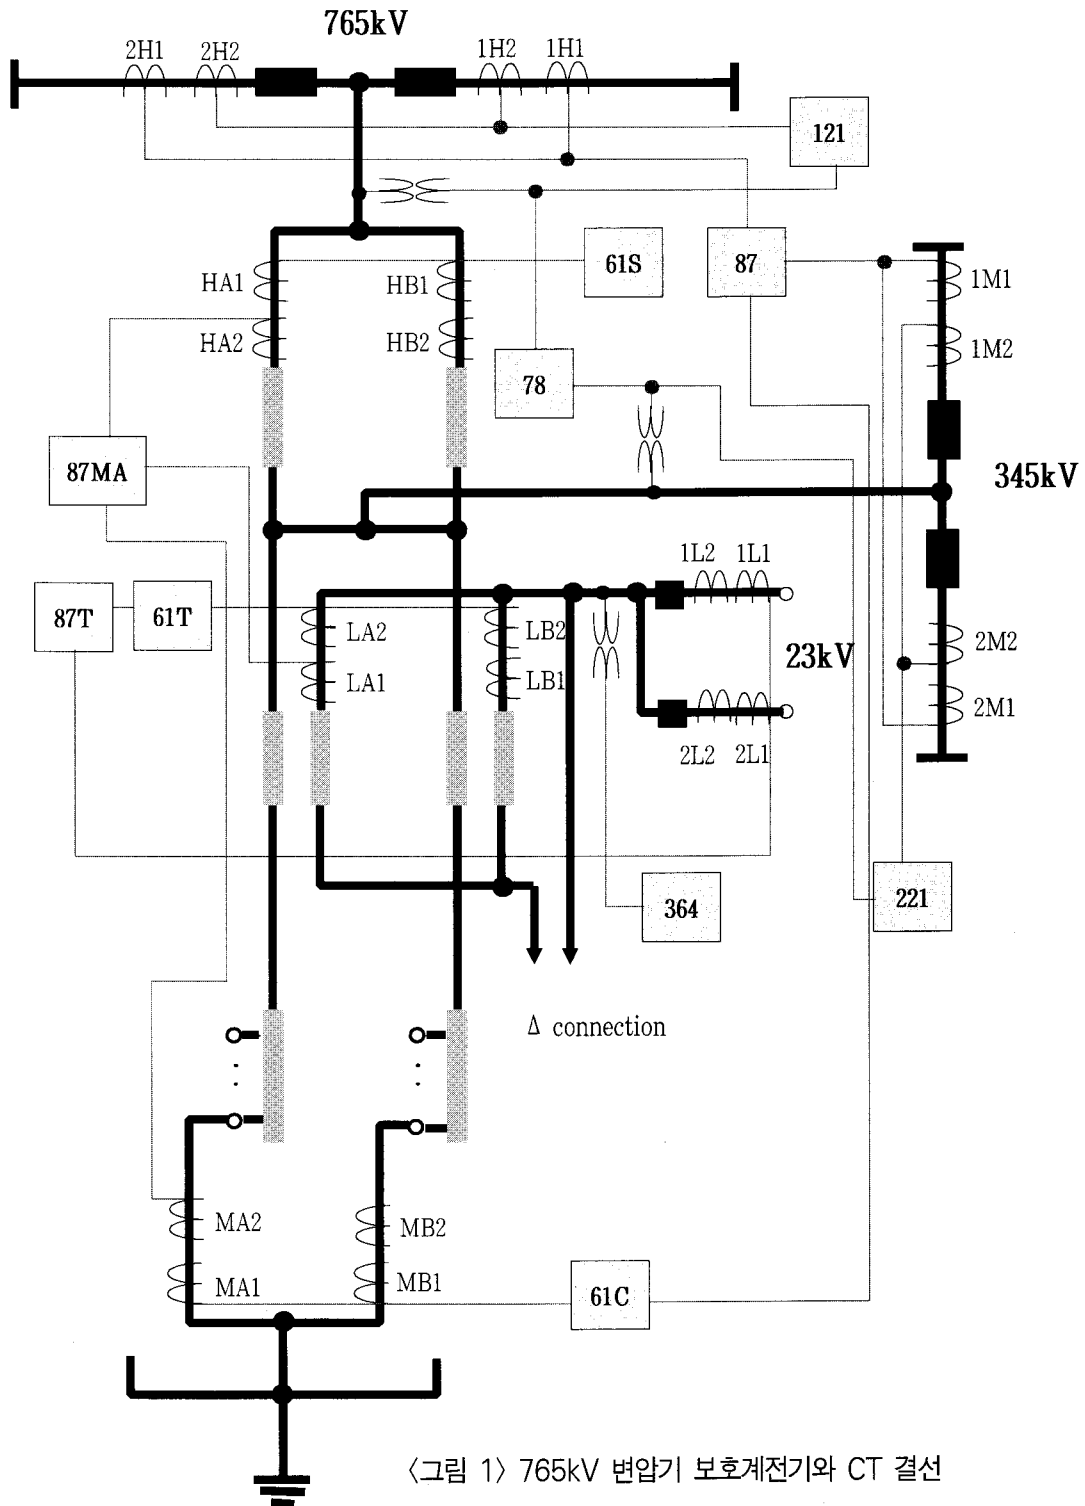 765kV
2H1
2H2
1H2
1H1
121
HA1
HB1
61S
87
1M1
HA2
HB2
1M2
78
87MA
345kV
1L2
1L1
87T
61T
LA2
LB2
23kV
2M2
LA1
LB1
2M1
2L2
2L1
364
221
Δ connection
MA2
MB2
MA1
MB1
61C
〈그림 1〉 765kV 변압기 보호계전기와 CT 결선